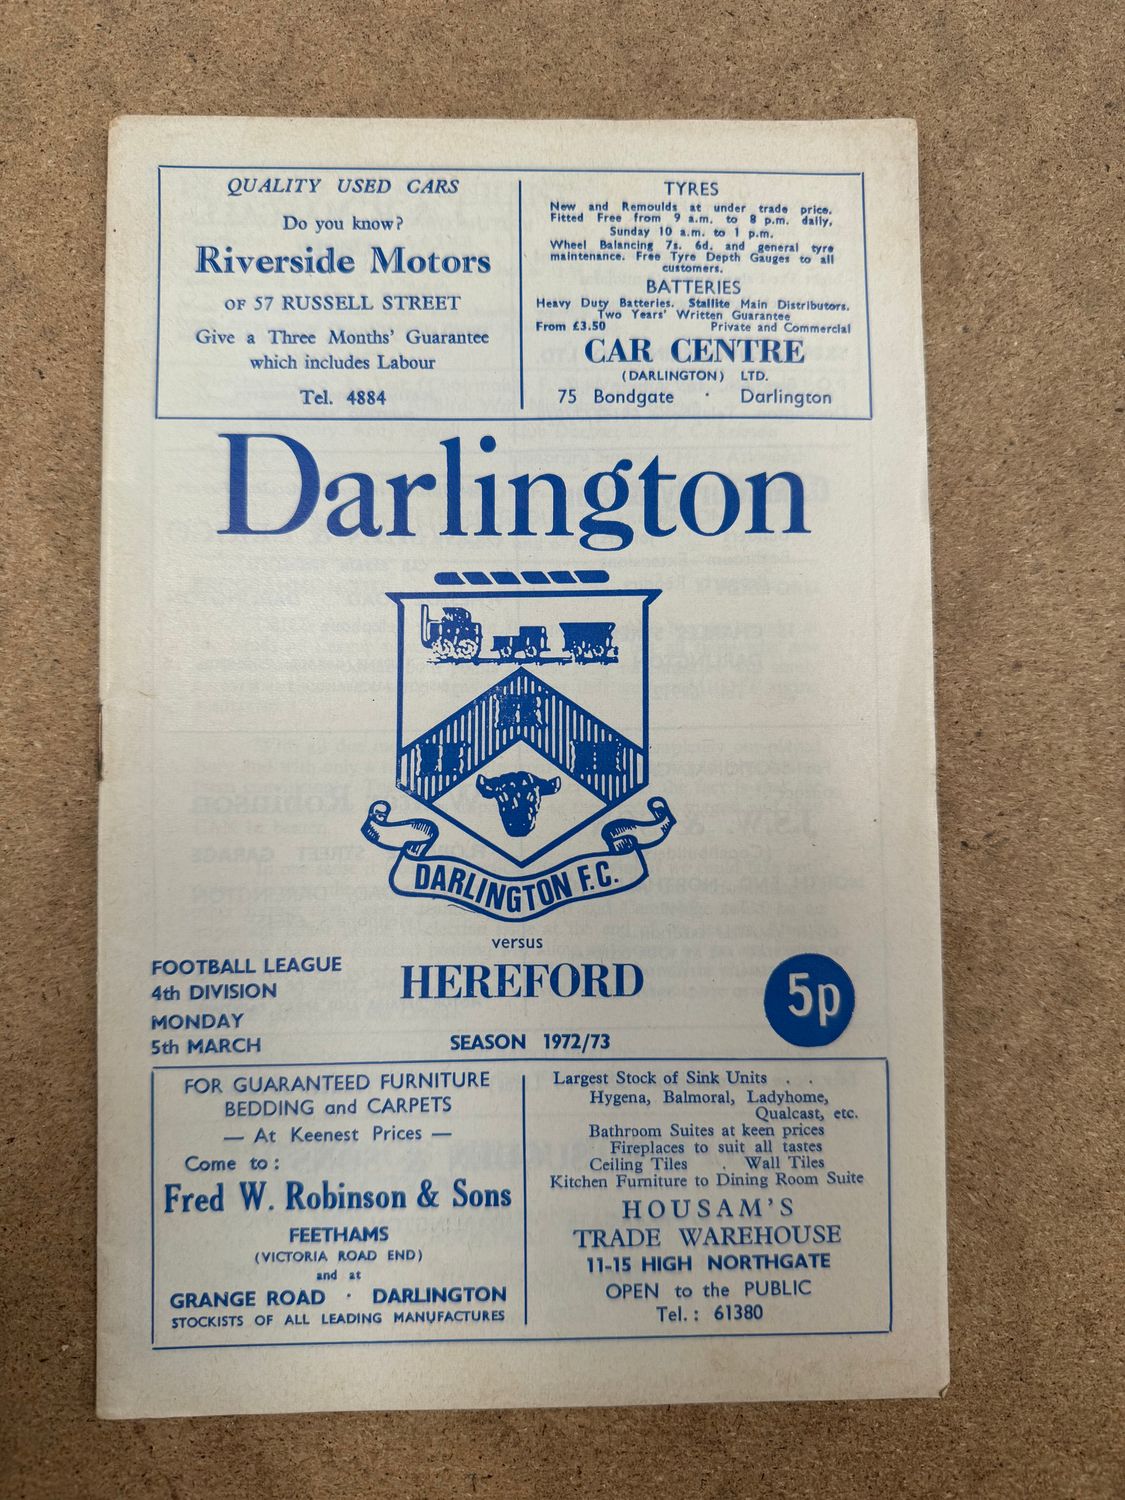 QUALITY USED CARS
Do you know?
Riverside Motors
OF 57 RUSSELL STREET
Give a Three Months' Guarantee
which includes Labour
Tel. 4884
TYRES
New and Remoulds at under trade price.
Fitted Free from 9 a.m. to 8 p.m. daily,
Sunday 10 a.m. to 1 p.m.
Wheel Balancing 7s. 6d. and general tyre
maintenance. Free Tyre Depth Gauges to all
customers.
BATTERIES
Heavy Duty Batteries. Stallite Main Distributors.
Two Years' Written Guarantee
From £3.50 Private and Commercial
CAR CENTRE
(DARLINGTON) LTD.
75 Bondgate · Darlington
Darlington
DARLINGTON F.C.
versus
HEREFORD
FOOTBALL LEAGUE
4th DIVISION
MONDAY
5th MARCH
SEASON 1972/73
5p
FOR GUARANTEED FURNITURE
BEDDING and CARPETS
— At Keenest Prices —
Come to :
Fred W. Robinson & Sons
FEETHAMS
(VICTORIA ROAD END)
and at
GRANGE ROAD · DARLINGTON
STOCKISTS OF ALL LEADING MANUFACTURES
Largest Stock of Sink Units . .
Hygena, Balmoral, Ladyhome,
Qualcast, etc.
Bathroom Suites at keen prices
Fireplaces to suit all tastes
Ceiling Tiles . Wall Tiles
Kitchen Furniture to Dining Room Suite
HOUSAM'S
TRADE WAREHOUSE
11-15 HIGH NORTHGATE
OPEN to the PUBLIC
Tel. : 61380